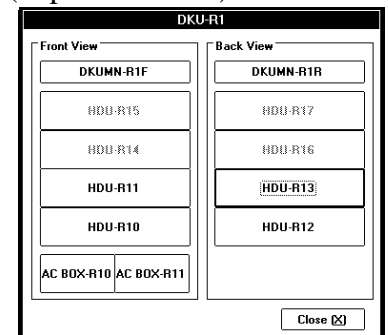 DKU-R1
Front View
DKUMN-R1F
HDU-R15
HDU-R14
HDU-R11
HDU-R10
AC BOX-R10 AC BOX-R11
Back View
DKUMN-R1R
HDU-R17
HDU-R16
HDU-R13
HDU-R12
Close (X)